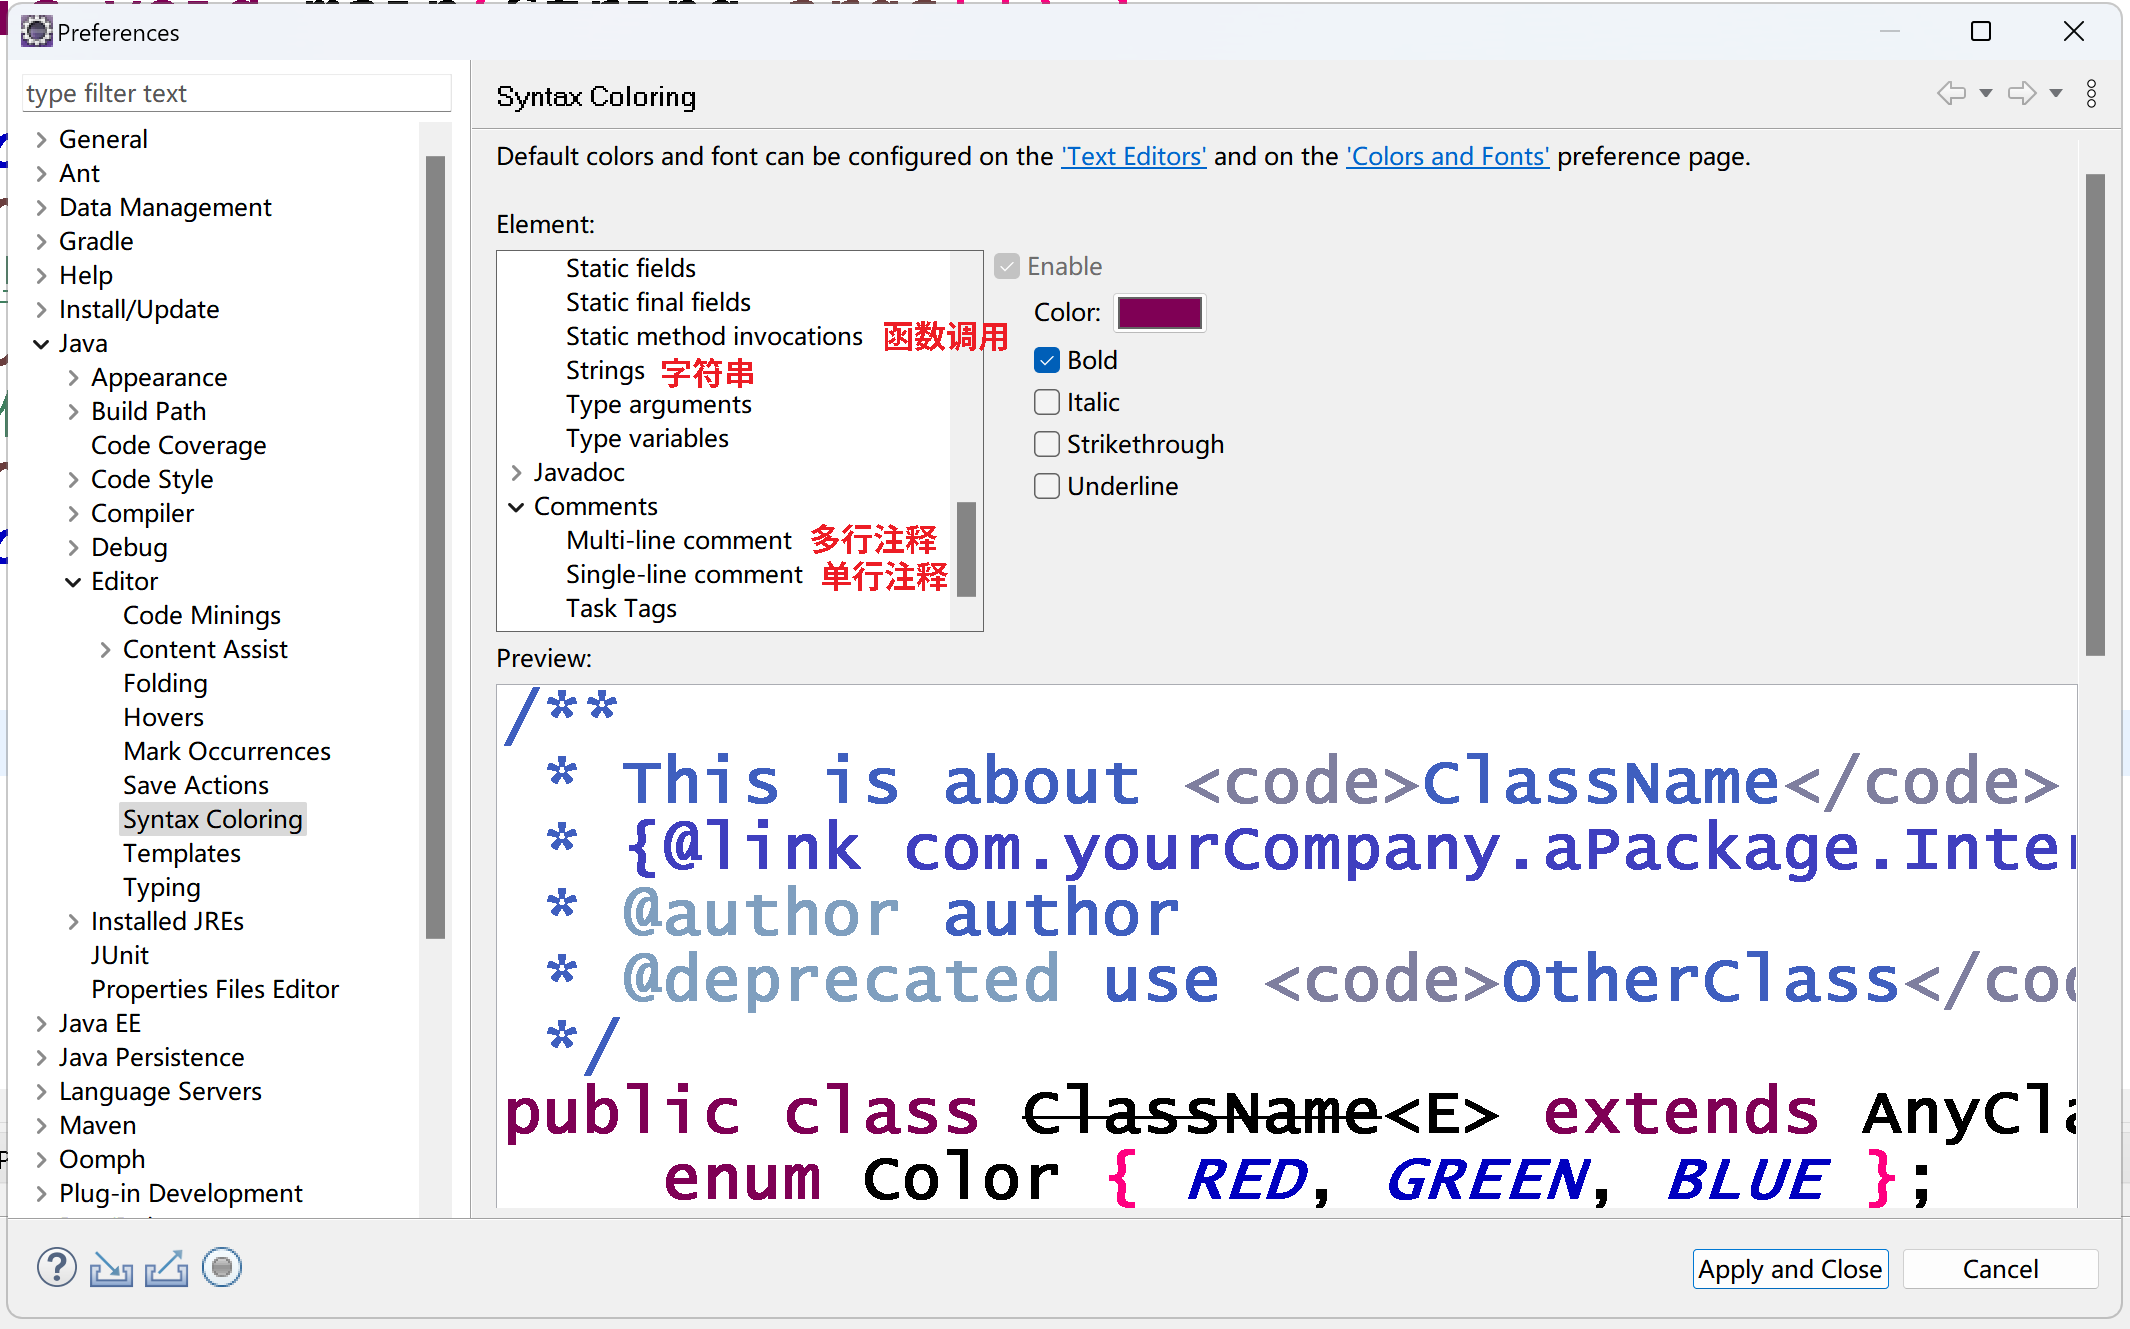 Preferences
type filter text
General
Ant
Data Management
Gradle
Help
Install/Update
Java
Appearance
Build Path
Code Coverage
Code Style
Compiler
Debug
Editor
Code Minings
Content Assist
Folding
Hovers
Mark Occurrences
Save Actions
Syntax Coloring
Templates
Typing
Installed JREs
JUnit
Properties Files Editor
Java EE
Java Persistence
Language Servers
Maven
Oomph
Plug-in Development
Syntax Coloring
Default colors and font can be configured on the 'Text Editors' and on the 'Colors and Fonts' preference page.
Element:
Static fields
Static final fields
Static method invocations 函数调用
Strings 字符串
Type arguments
Type variables
Javadoc
Comments
Multi-line comment 多行注释
Single-line comment 单行注释
Task Tags
Enable
Color:
Bold
Italic
Strikethrough
Underline
Preview:
/**
* This is about <code>ClassName</code>
* {@link com.yourCompany.aPackage.Inter
* @author author
* @deprecated use <code>OtherClass</co
*/
public class ClassName<E> extends AnyCla
enum Color { RED, GREEN, BLUE };
Apply and Close
Cancel